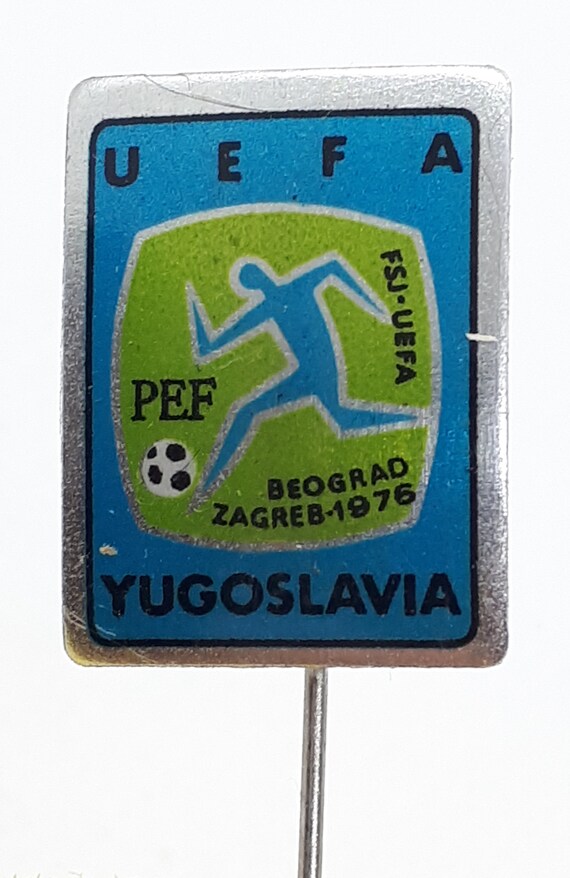 UEFA
FSJ-UEFA
PEF
BEOGRAD
ZAGREB-1976
YUGOSLAVIA